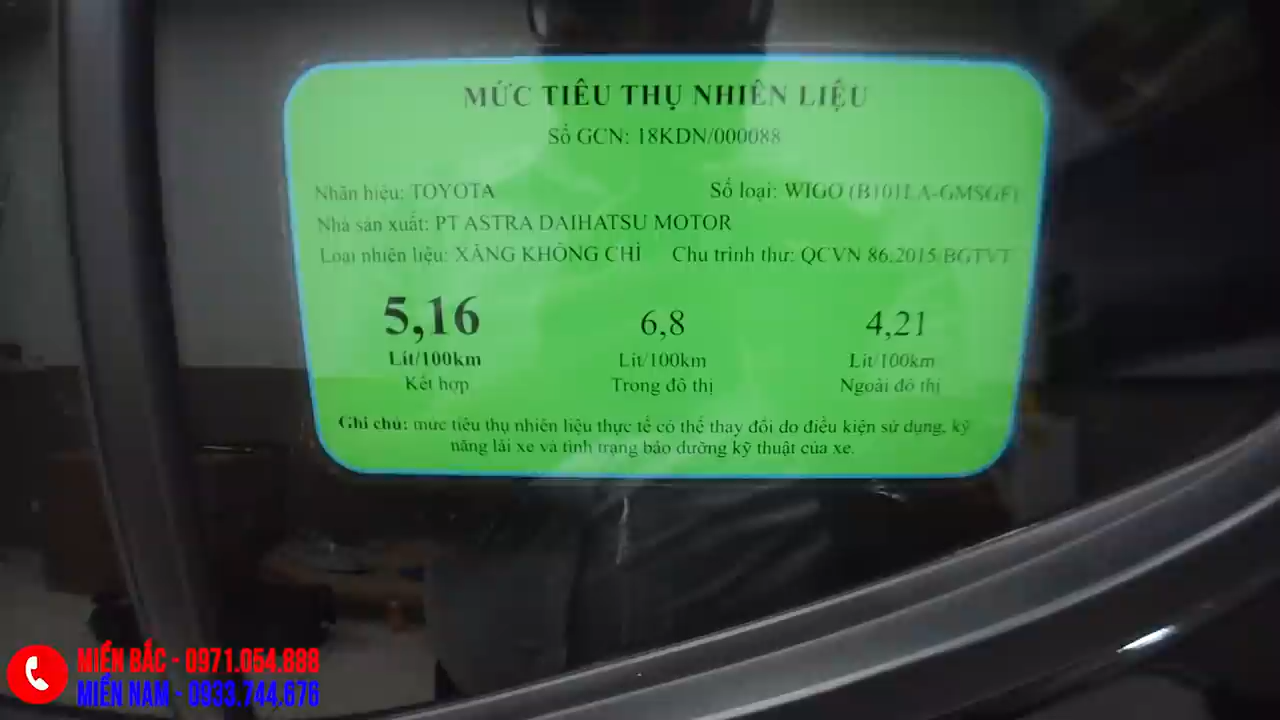 MỨC TIÊU THỤ NHIÊN LIỆU
Số GCN: 18KDN/000088
Nhãn hiệu: TOYOTA Số loại: WIGO (B101LA-GMSGF)
Nhà sản xuất: PT ASTRA DAIHATSU MOTOR
Loại nhiên liệu: XĂNG KHÔNG CHÌ Chu trình thử: QCVN 86:2015/BGTVT
5,16 6,8 4,21
Lít/100km Lít/100km Lít/100km
Kết hợp Trong đô thị Ngoài đô thị
Ghi chú: mức tiêu thụ nhiên liệu thực tế có thể thay đổi do điều kiện sử dụng, kỹ
năng lái xe và tình trạng bảo dưỡng kỹ thuật của xe.
MIỀN BẮC - 0971.054.888
MIỀN NAM - 0933.744.676